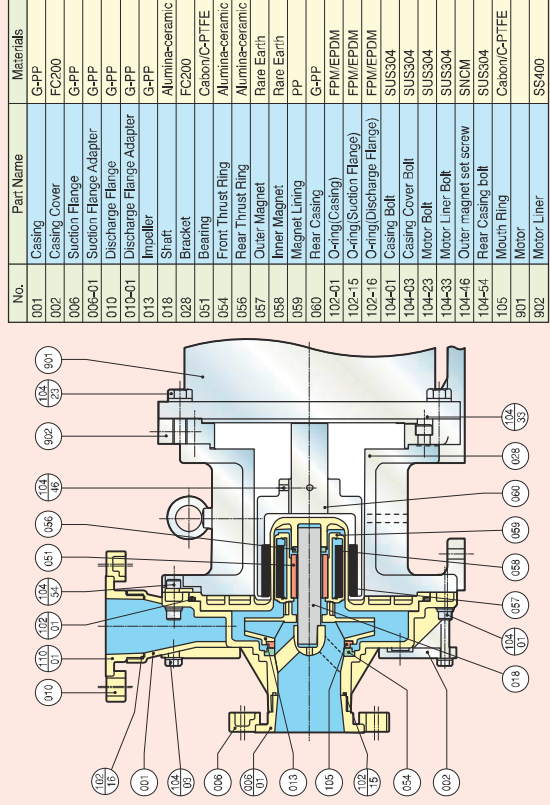 No. Part Name Materials
001 Casing G-PP
002 Casing Cover FC200
006 Suction Flange G-PP
006-01 Suction Flange Adapter G-PP
010 Discharge Flange G-PP
010-01 Discharge Flange Adapter G-PP
013 Impeller G-PP
018 Shaft Alumina-ceramic
028 Bracket FC200
051 Bearing Cabon/C-PTFE
054 Front Thrust Ring Alumina-ceramic
056 Rear Thrust Ring Alumina-ceramic
057 Outer Magnet Rare Earth
058 Inner Magnet Rare Earth
059 Magnet Lining PP
060 Rear Casing G-PP
102-01 O-ring(Casing) FPM/EPDM
102-15 O-ring(Suction Flange) FPM/EPDM
102-16 O-ring(Discharge Flange) FPM/EPDM
104-01 Casing Bolt SUS304
104-03 Casing Cover Bolt SUS304
104-23 Motor Bolt SUS304
104-33 Motor Liner Bolt SUS304
104-46 Outer magnet set screw SNCM
104-54 Rear Casing bolt SUS304
105 Mouth Ring Cabon/C-PTFE
901 Motor
902 Motor Liner SS400
010
110
01
102
01
104
54
051
056
104
46
902
104
23
901
102
16
001
104
03
006
006
01
013
105
102
15
054
002
018
104
01
057
058
059
060
028
104
33